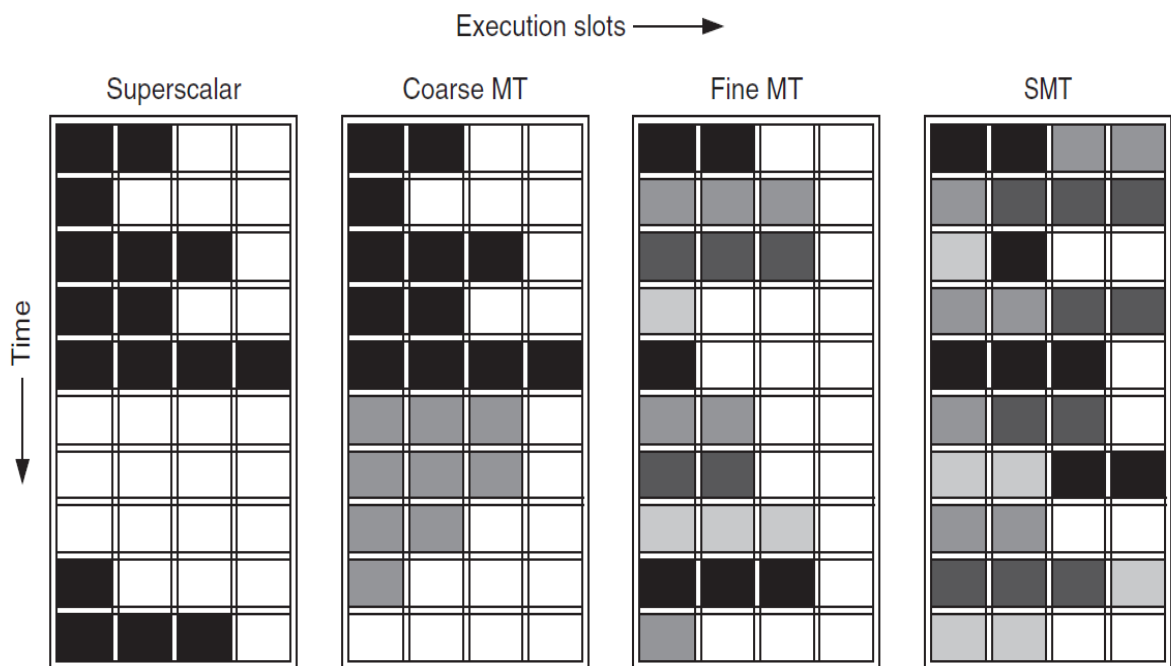 Execution slots
Superscalar
Coarse MT
Fine MT
SMT
Time